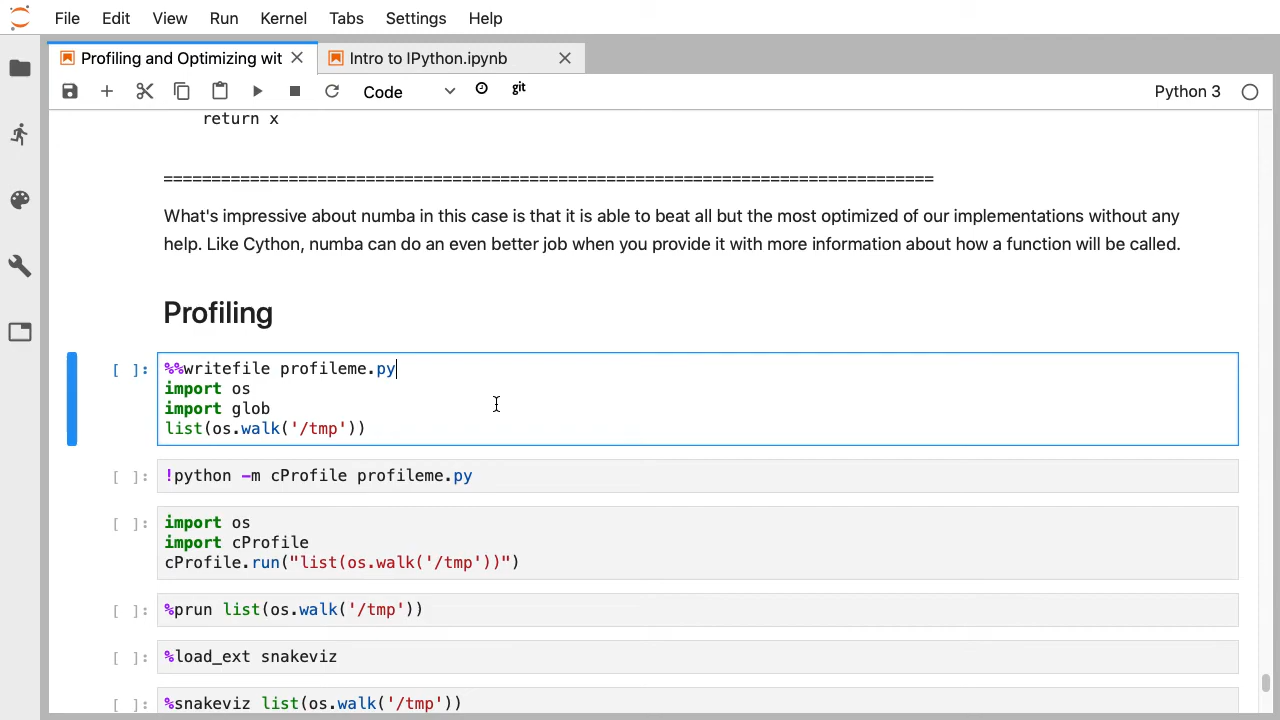 File Edit View Run Kernel Tabs Settings Help
Profiling and Optimizing wit
Intro to IPython.ipynb
Code
git
Python 3
return x
================================================================================
What's impressive about numba in this case is that it is able to beat all but the most optimized of our implementations without any
help. Like Cython, numba can do an even better job when you provide it with more information about how a function will be called.
Profiling
[ ]: %%writefile profileme.py
import os
import glob
list(os.walk('/tmp'))
[ ]: !python -m cProfile profileme.py
[ ]: import os
import cProfile
cProfile.run("list(os.walk('/tmp'))")
[ ]: %prun list(os.walk('/tmp'))
[ ]: %load_ext snakeviz
[ ]: %snakeviz list(os.walk('/tmp'))